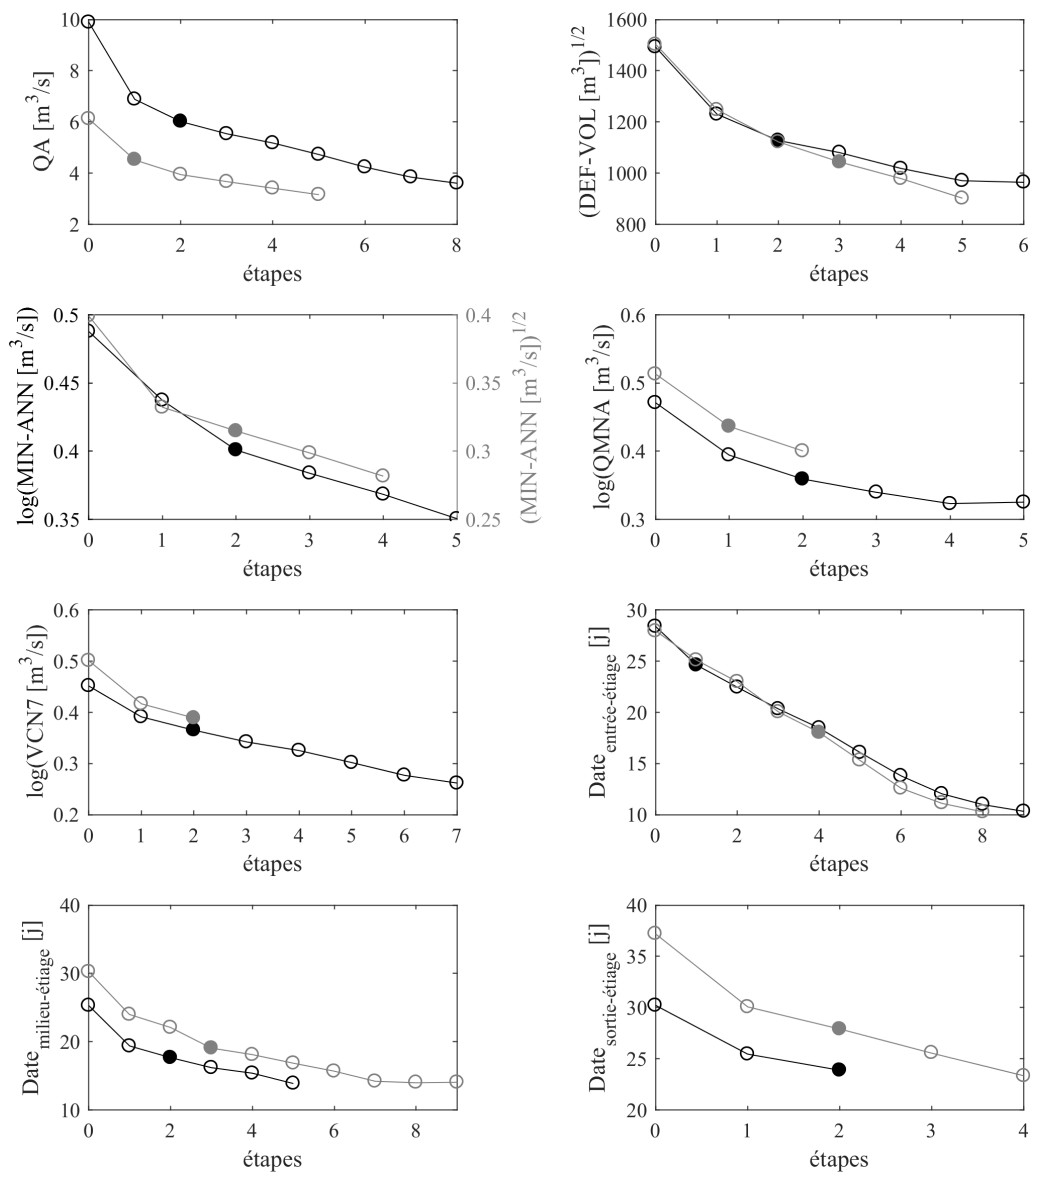 QA [m³/s]
10
8
6
4
2
0 2 4 6 8
étapes
(DEF-VOL [m³])^1/2
1600
1400
1200
1000
800
0 1 2 3 4 5 6
étapes
log(MIN-ANN [m³/s])
0.5
0.45
0.4
0.35
0 1 2 3 4 5
étapes
0.4
0.35
0.3
0.25
(MIN-ANN [m³/s])^1/2
log(QMNA [m³/s])
0.6
0.5
0.4
0.3
0 1 2 3 4 5
étapes
log(VCN7 [m³/s])
0.6
0.5
0.4
0.3
0.2
0 1 2 3 4 5 6 7
étapes
Date entrée-étiage [j]
30
25
20
15
10
0 2 4 6 8
étapes
Date milieu-étiage [j]
40
30
20
10
0 2 4 6 8
étapes
Date sortie-étiage [j]
40
35
30
25
20
0 1 2 3 4
étapes